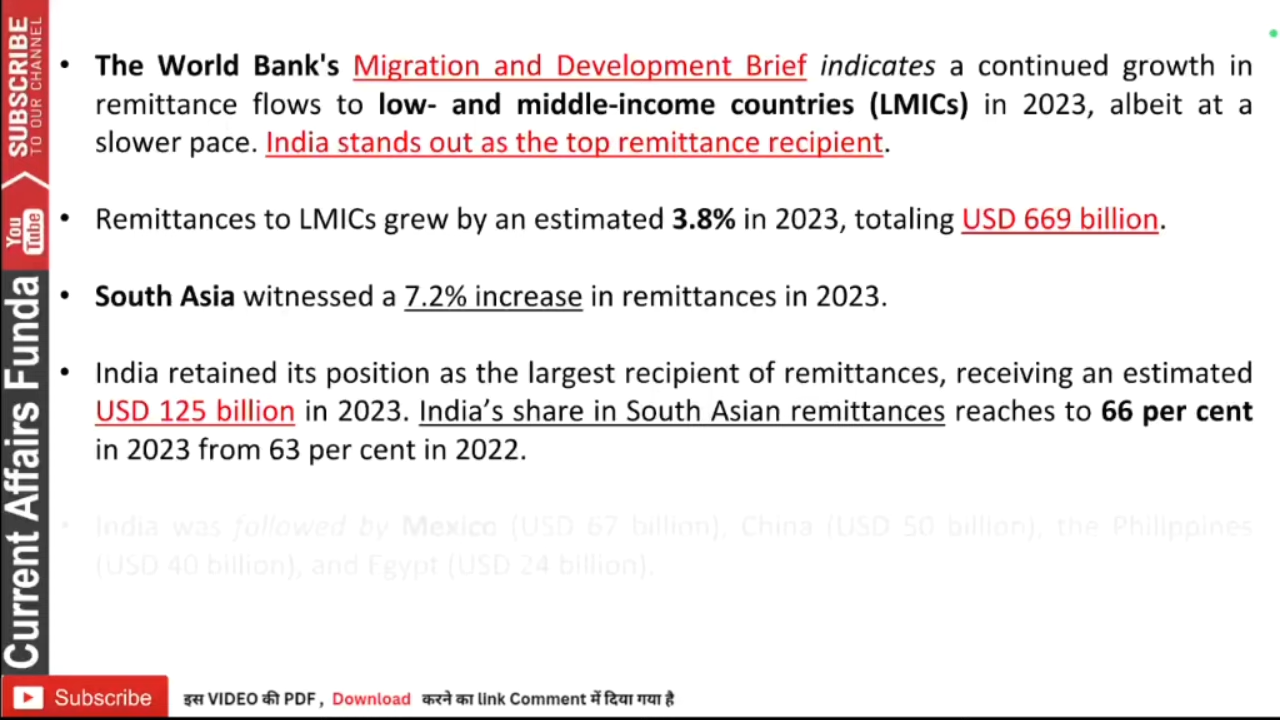 • The World Bank's Migration and Development Brief indicates a continued growth in
remittance flows to low- and middle-income countries (LMICs) in 2023, albeit at a
slower pace. India stands out as the top remittance recipient.
• Remittances to LMICs grew by an estimated 3.8% in 2023, totaling USD 669 billion.
• South Asia witnessed a 7.2% increase in remittances in 2023.
• India retained its position as the largest recipient of remittances, receiving an estimated
USD 125 billion in 2023. India’s share in South Asian remittances reaches to 66 per cent
in 2023 from 63 per cent in 2022.
• India was followed by Mexico (USD 67 billion), China (USD 50 billion), the Philippines
(USD 40 billion), and Egypt (USD 24 billion).
SUBSCRIBE
TO OUR CHANNEL
You
Tube
Current Affairs Funda
Subscribe
इस VIDEO की PDF , Download करने का link Comment में दिया गया है